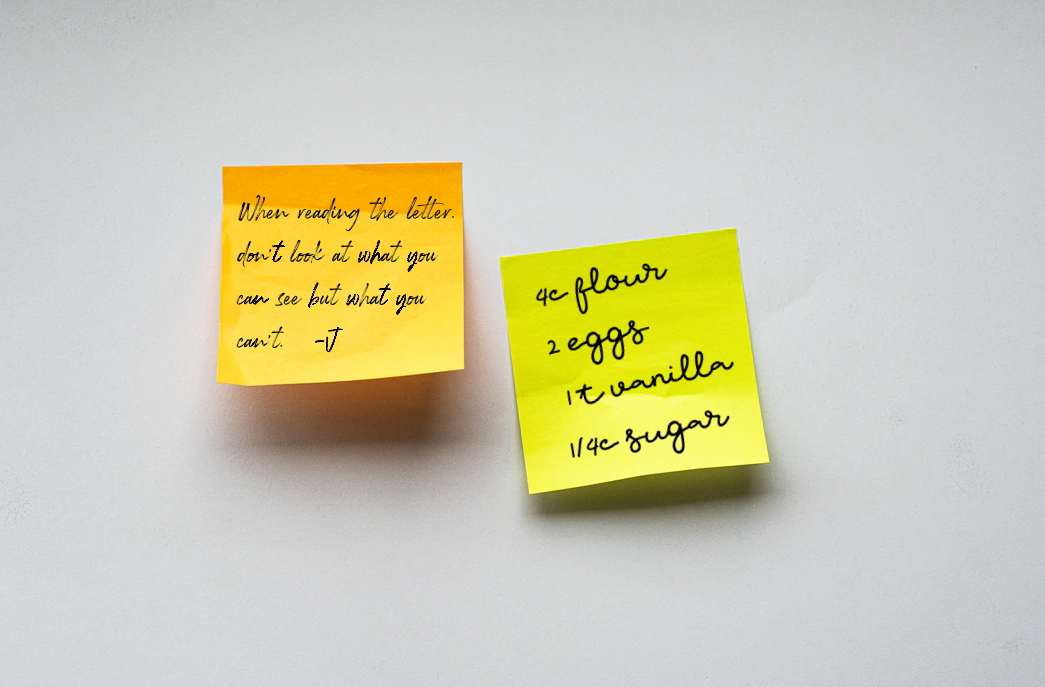 When reading the letter.
don't look at what you
can see but what you
can't. -J
4c flour
2 eggs
1t vanilla
1/4c sugar